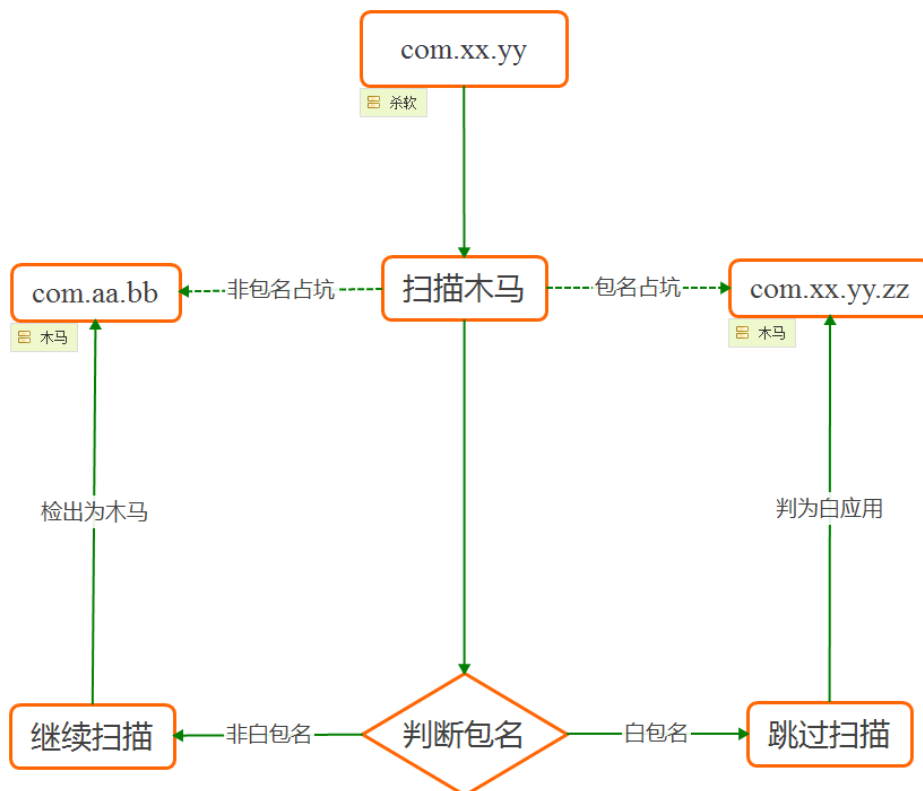 com.xx.yy
杀软
com.aa.bb
木马
非包名占坑
扫描木马
包名占坑
com.xx.yy.zz
木马
检出为木马
判为白应用
继续扫描
非白包名
判断包名
白包名
跳过扫描